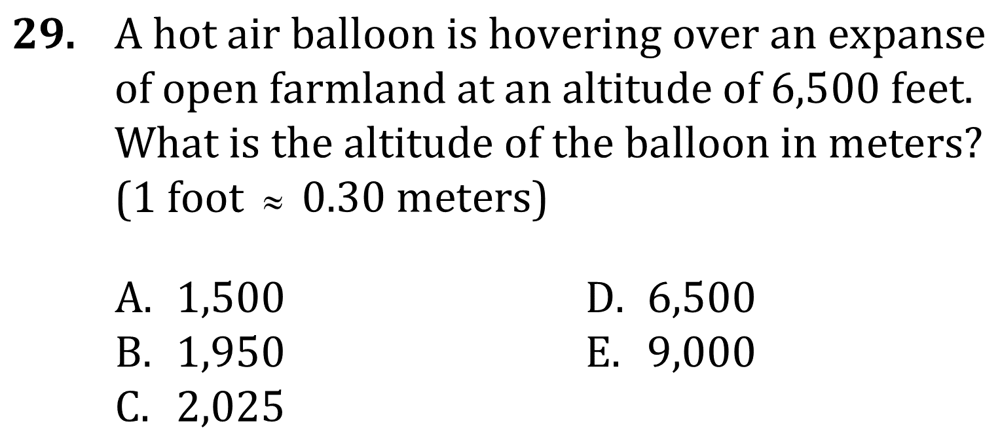 29. A hot air balloon is hovering over an expanse
of open farmland at an altitude of 6,500 feet.
What is the altitude of the balloon in meters?
(1 foot ≈ 0.30 meters)
A. 1,500
B. 1,950
C. 2,025
D. 6,500
E. 9,000